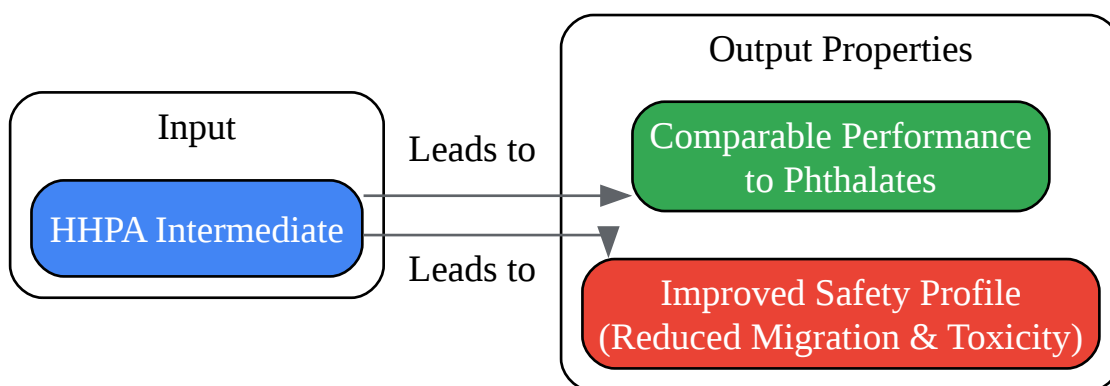 Input
HHPA Intermediate
Leads to
Leads to
Output Properties
Comparable Performance
to Phthalates
Improved Safety Profile
(Reduced Migration & Toxicity)